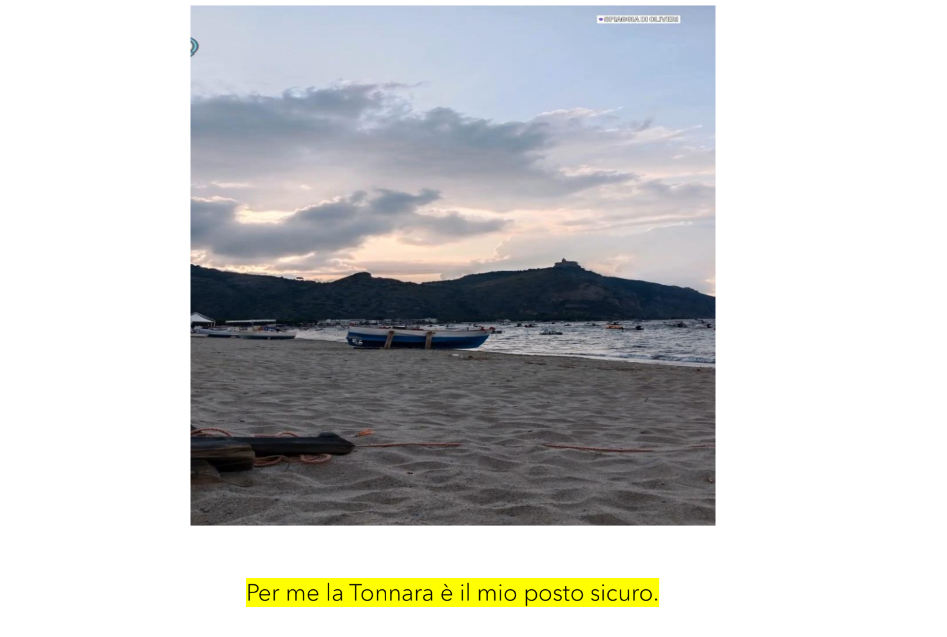 SPIAGGIA DI OLIVERI
Per me la Tonnara è il mio posto sicuro.